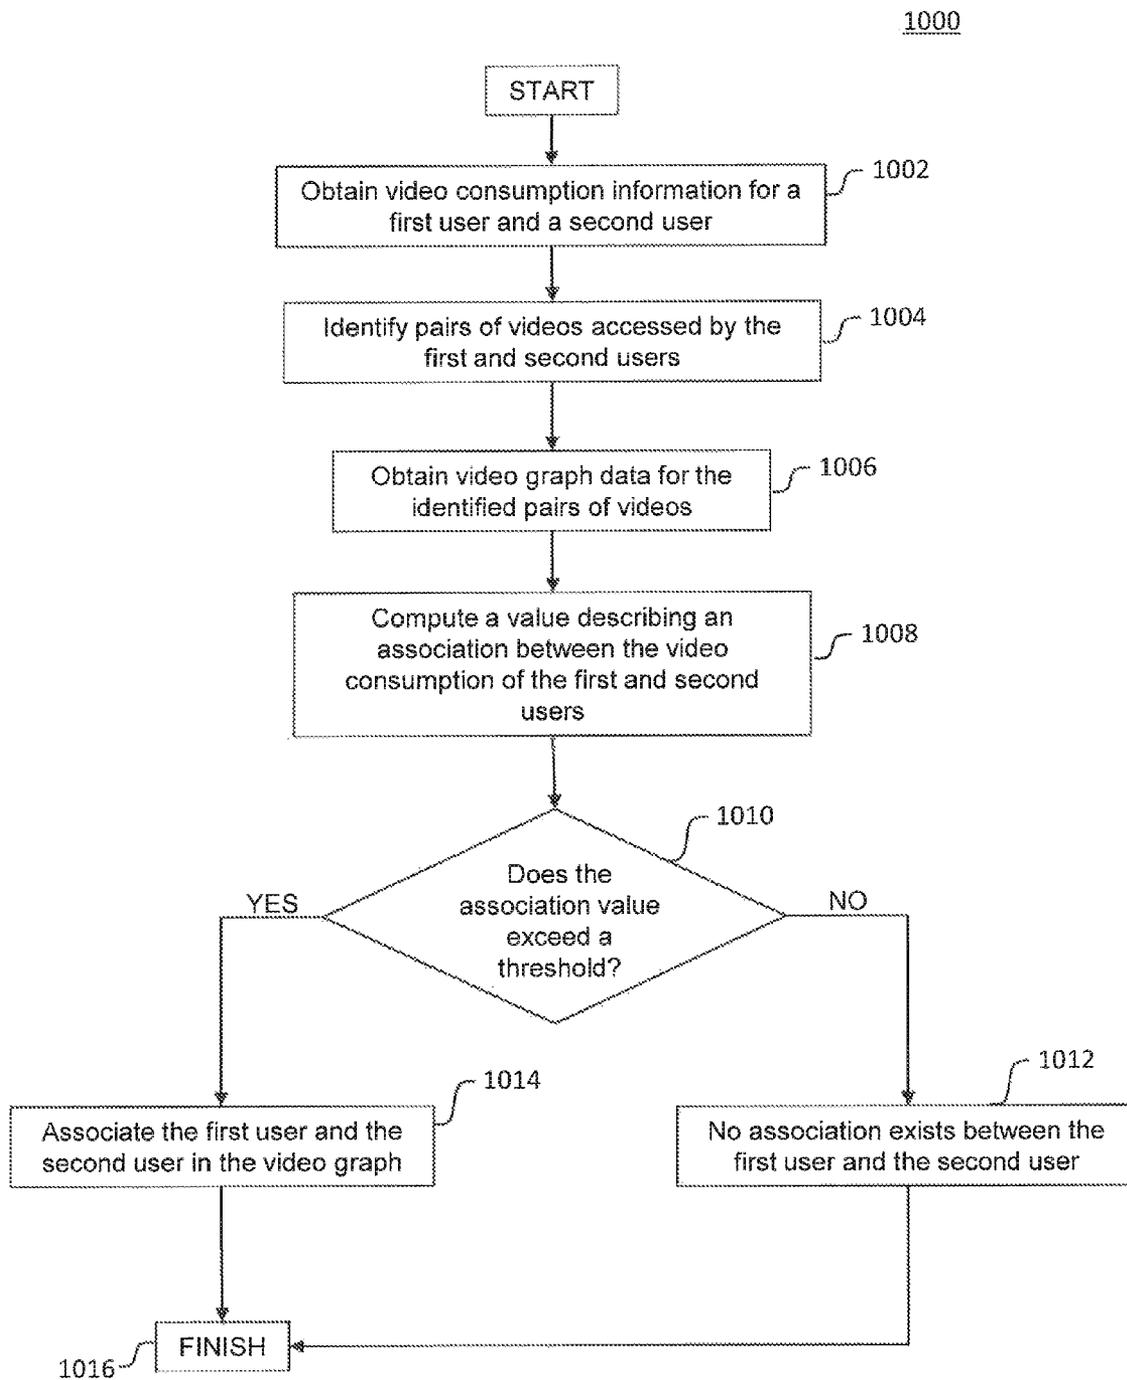 1000
START
1002
Obtain video consumption information for a
first user and a second user
1004
Identify pairs of videos accessed by the
first and second users
1006
Obtain video graph data for the
identified pairs of videos
1008
Compute a value describing an
association between the video
consumption of the first and second
users
1010
Does the
association value
exceed a
threshold?
YES
NO
1014
Associate the first user and the
second user in the video graph
1012
No association exists between the
first user and the second user
FINISH
1016